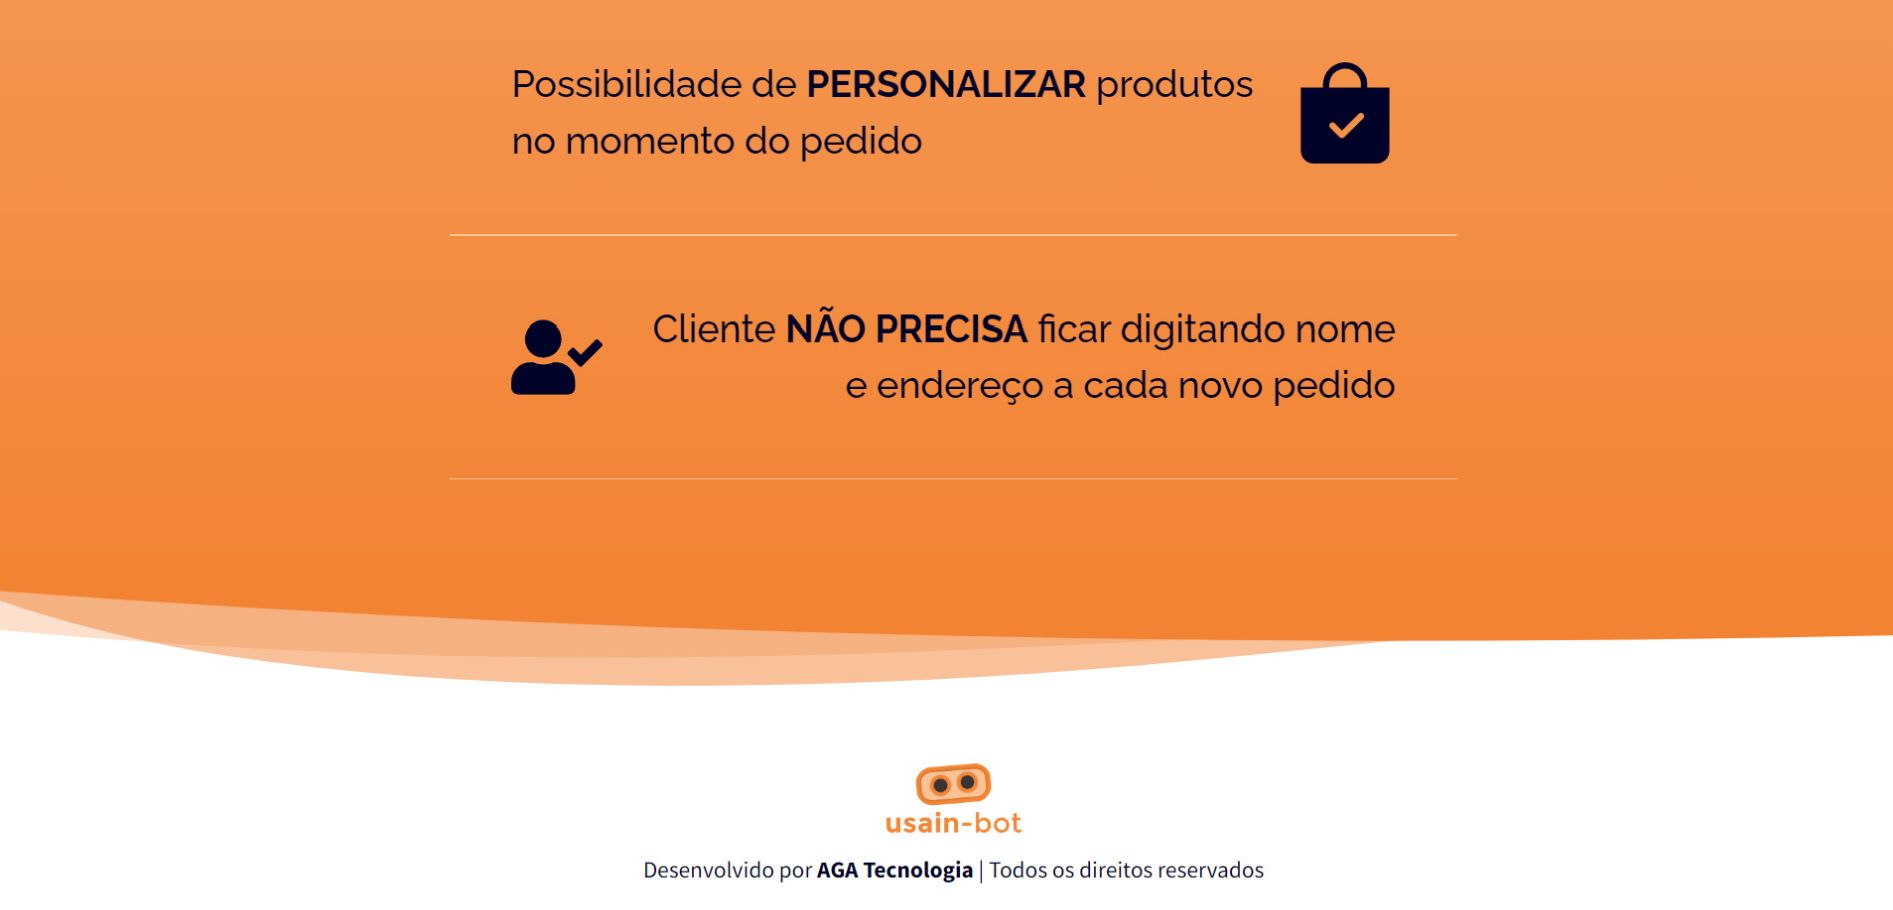 Possibilidade de PERSONALIZAR produtos
no momento do pedido
Cliente NÃO PRECISA ficar digitando nome
e endereço a cada novo pedido
usain-bot
Desenvolvido por AGA Tecnologia | Todos os direitos reservados